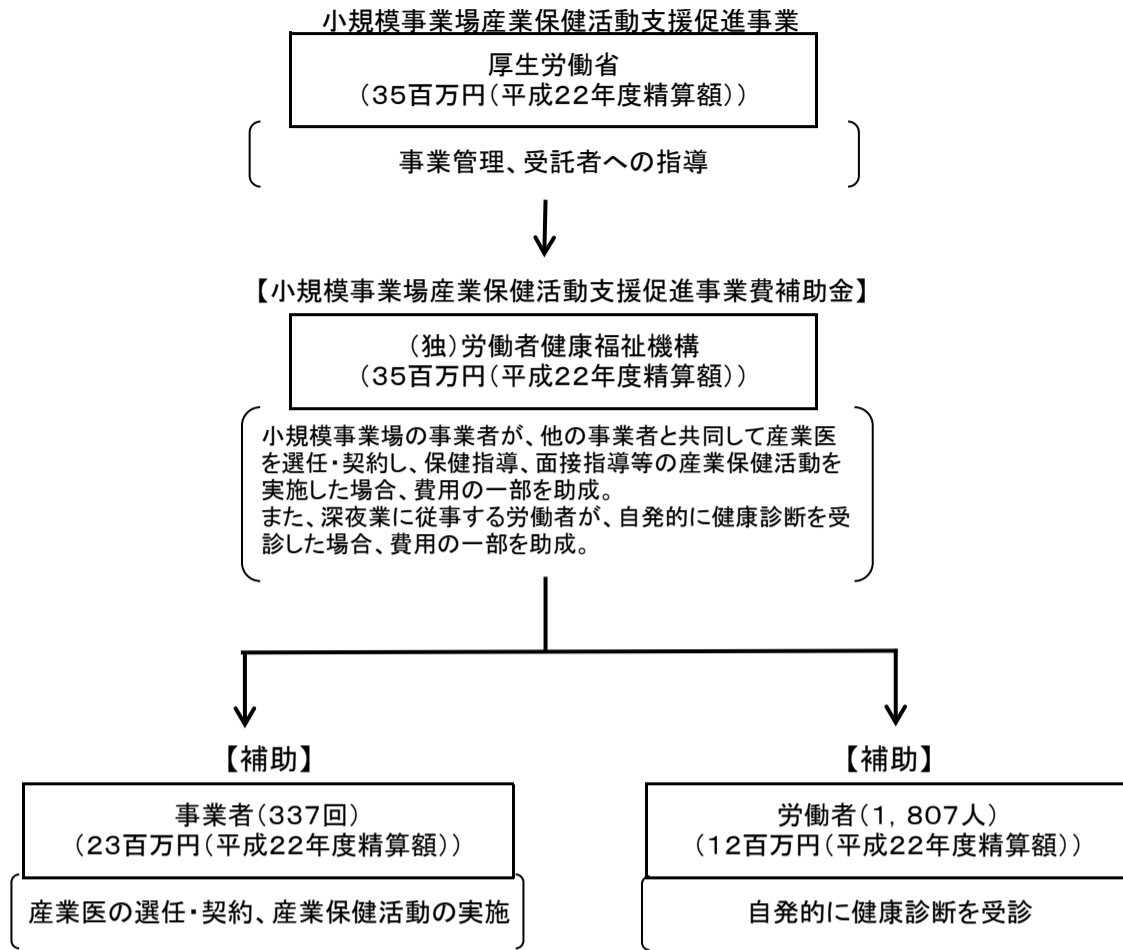 小規模事業場産業保健活動支援促進事業
厚生労働省
(35百万円(平成22年度精算額))
事業管理、受託者への指導
【小規模事業場産業保健活動支援促進事業費補助金】
(独)労働者健康福祉機構
(35百万円(平成22年度精算額))
小規模事業場の事業者が、他の事業者と共同して産業医
を選任・契約し、保健指導、面接指導等の産業保健活動を
実施した場合、費用の一部を助成。
また、深夜業に従事する労働者が、自発的に健康診断を受
診した場合、費用の一部を助成。
【補助】
事業者(337回)
(23百万円(平成22年度精算額))
産業医の選任・契約、産業保健活動の実施
【補助】
労働者(1,807人)
(12百万円(平成22年度精算額))
自発的に健康診断を受診